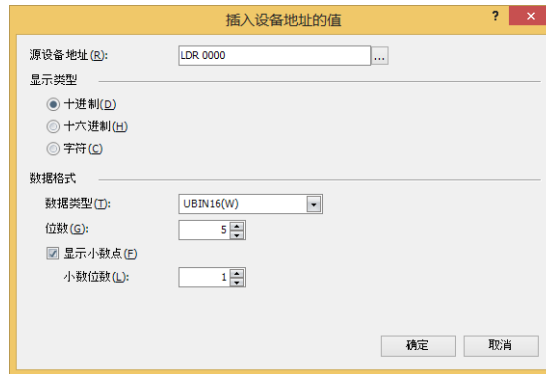 插入设备地址的值
? ×
源设备地址(R): LDR 0000 ...
显示类型
十进制(D)
十六进制(H)
字符(C)
数据格式
数据类型(T): UBIN16(W)
位数(G): 5
显示小数点(F)
小数位数(L): 1
确定 取消